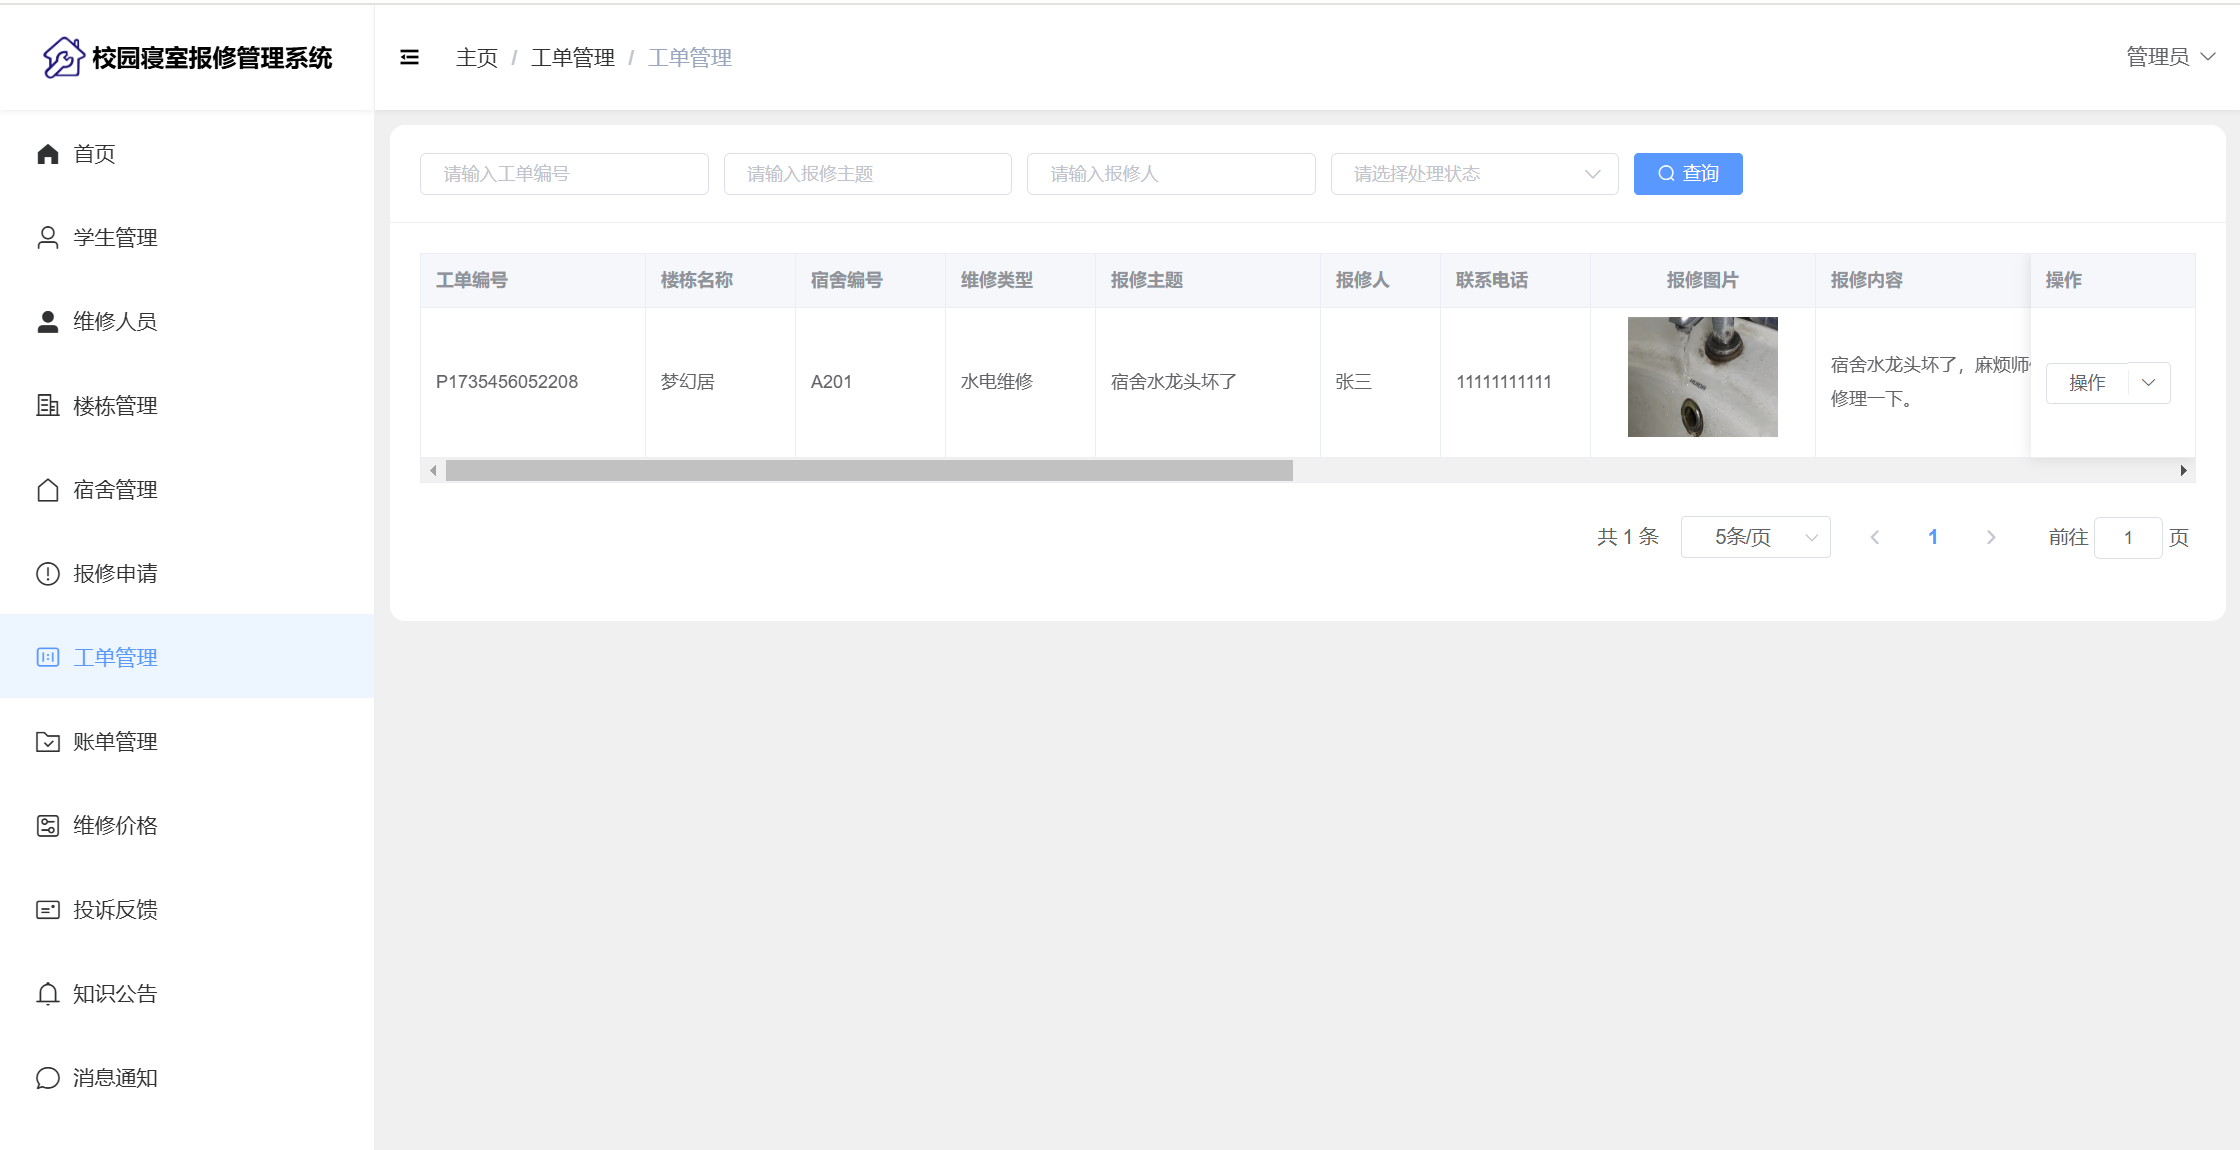 校园寝室报修管理系统
主页 / 工单管理 / 工单管理
管理员
首页
学生管理
维修人员
楼栋管理
宿舍管理
报修申请
工单管理
账单管理
维修价格
投诉反馈
知识公告
消息通知
请输入工单编号 请输入报修主题 请输入报修人 请选择处理状态 查询
工单编号 楼栋名称 宿舍编号 维修类型 报修主题 报修人 联系电话 报修图片 报修内容 操作
P1735456052208 梦幻居 A201 水电维修 宿舍水龙头坏了 张三 11111111111 宿舍水龙头坏了，麻烦师
修理一下。
操作
共 1 条 5条/页 1 前往 1 页